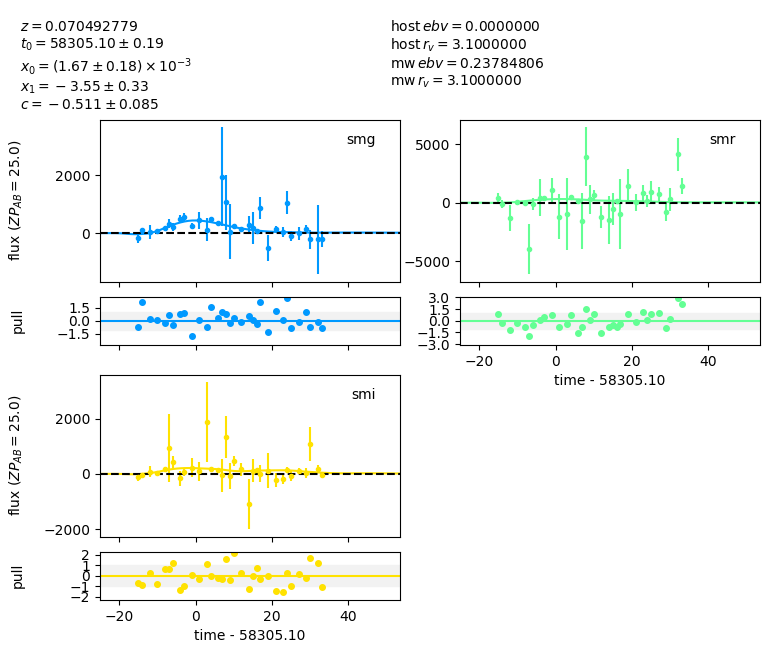 z = 0.070492779
t₀ = 58305.10 ± 0.19
x₀ = (1.67 ± 0.18) × 10⁻³
x₁ = −3.55 ± 0.33
c = −0.511 ± 0.085
host ebv = 0.0000000
host r_v = 3.1000000
mw ebv = 0.23784806
mw r_v = 3.1000000
smg
flux (ZP_AB = 25.0)
2000
0
pull
1.5
0.0
−1.5
smr
5000
0
−5000
3.0
1.5
0.0
−1.5
−3.0
−20 0 20 40
time - 58305.10
smi
flux (ZP_AB = 25.0)
2000
0
−2000
pull
2
1
0
−1
−2
−20 0 20 40
time - 58305.10